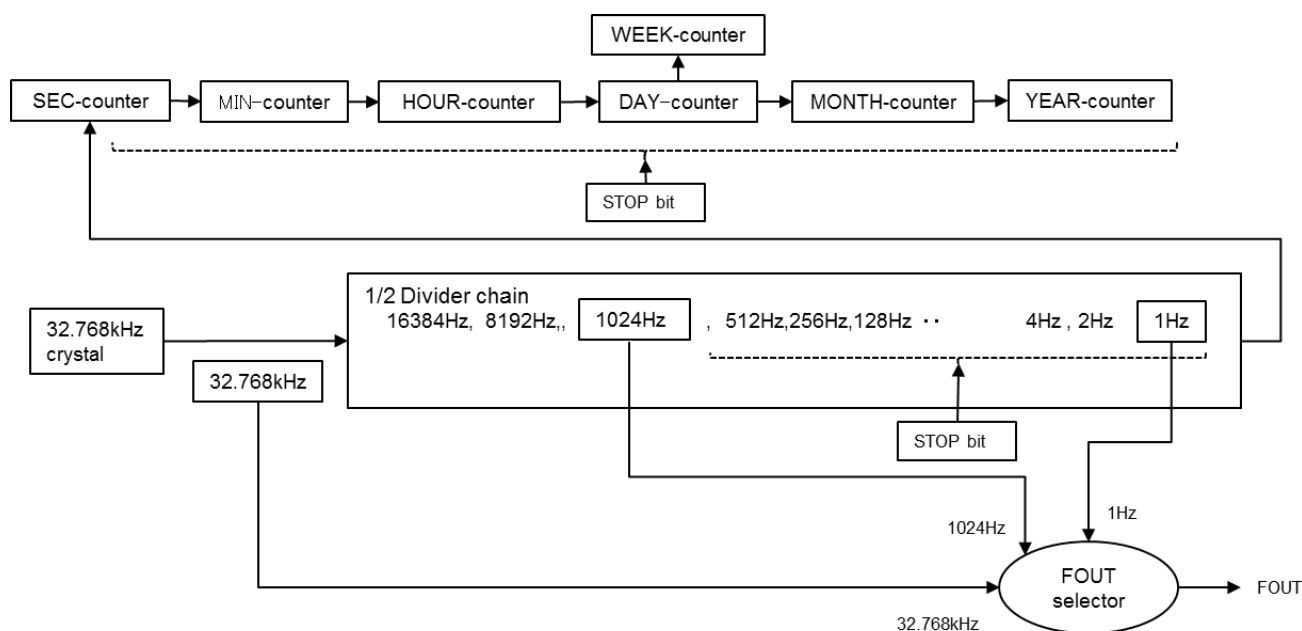 WEEK-counter
SEC-counter
MIN-counter
HOUR-counter
DAY-counter
MONTH-counter
YEAR-counter
STOP bit
1/2 Divider chain
16384Hz, 8192Hz,,
1024Hz
, 512Hz,256Hz,128Hz ‥
4Hz , 2Hz
1Hz
32.768kHz
crystal
32.768kHz
STOP bit
1024Hz
1Hz
FOUT
selector
FOUT
32.768kHz